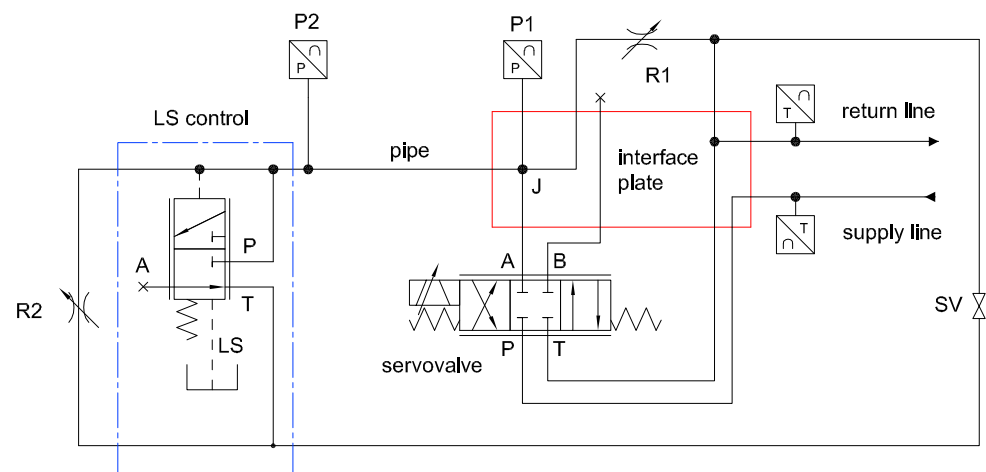 P2
P1
P
P
R1
LS control
T
return line
pipe
interface
plate
J
supply line
T
P
A
T
A
B
R2
LS
SV
P
T
servovalve